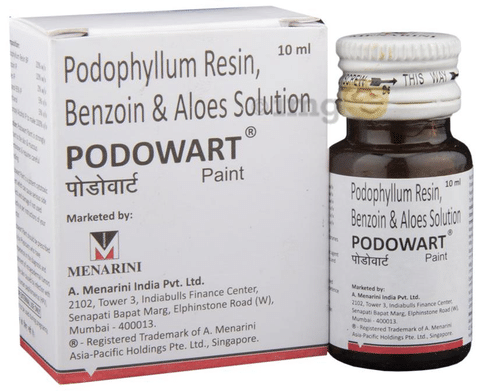 10 ml
Podophyllum Resin,
Benzoin & Aloes Solution
PODOWART®
पोडोवार्ट
Paint
Marketed by:
MENARINI
A. Menarini India Pvt. Ltd.
2102, Tower 3, Indiabulls Finance Center,
Senapati Bapat Marg, Elphinstone Road (W),
Mumbai - 400013.
® - Registered Trademark of A. Menarini
Asia-Pacific Holdings Pte. Ltd., Singapore.
THIS WAY
Podophyllum Resin, 10 ml
Benzoin & Aloes Solution
PODOWART®
पोडोवार्ट Paint
Marketed by:
A. Menarini India Pvt. Ltd.
2102, Tower 3, Indiabulls Finance Center,
Senapati Bapat Marg, Elphinstone Road (W),
Mumbai - 400013.
® - Registered Trademark of A. Menarini
Asia-Pacific Holdings Pte. Ltd., Singapore.